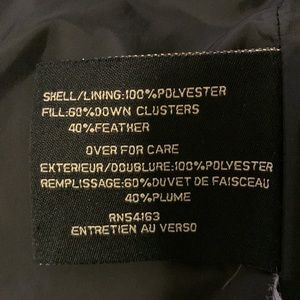 SHELL/LINING:100%POLYESTER
FILL:60%DOWN CLUSTERS
40%FEATHER
OVER FOR CARE
EXTERIEUR/DOUBLURE:100%POLYESTER
REMPLISSAGE:60%DUVET DE FAISCEAU
40%PLUME
RN54163
ENTRETIEN AU VERSO